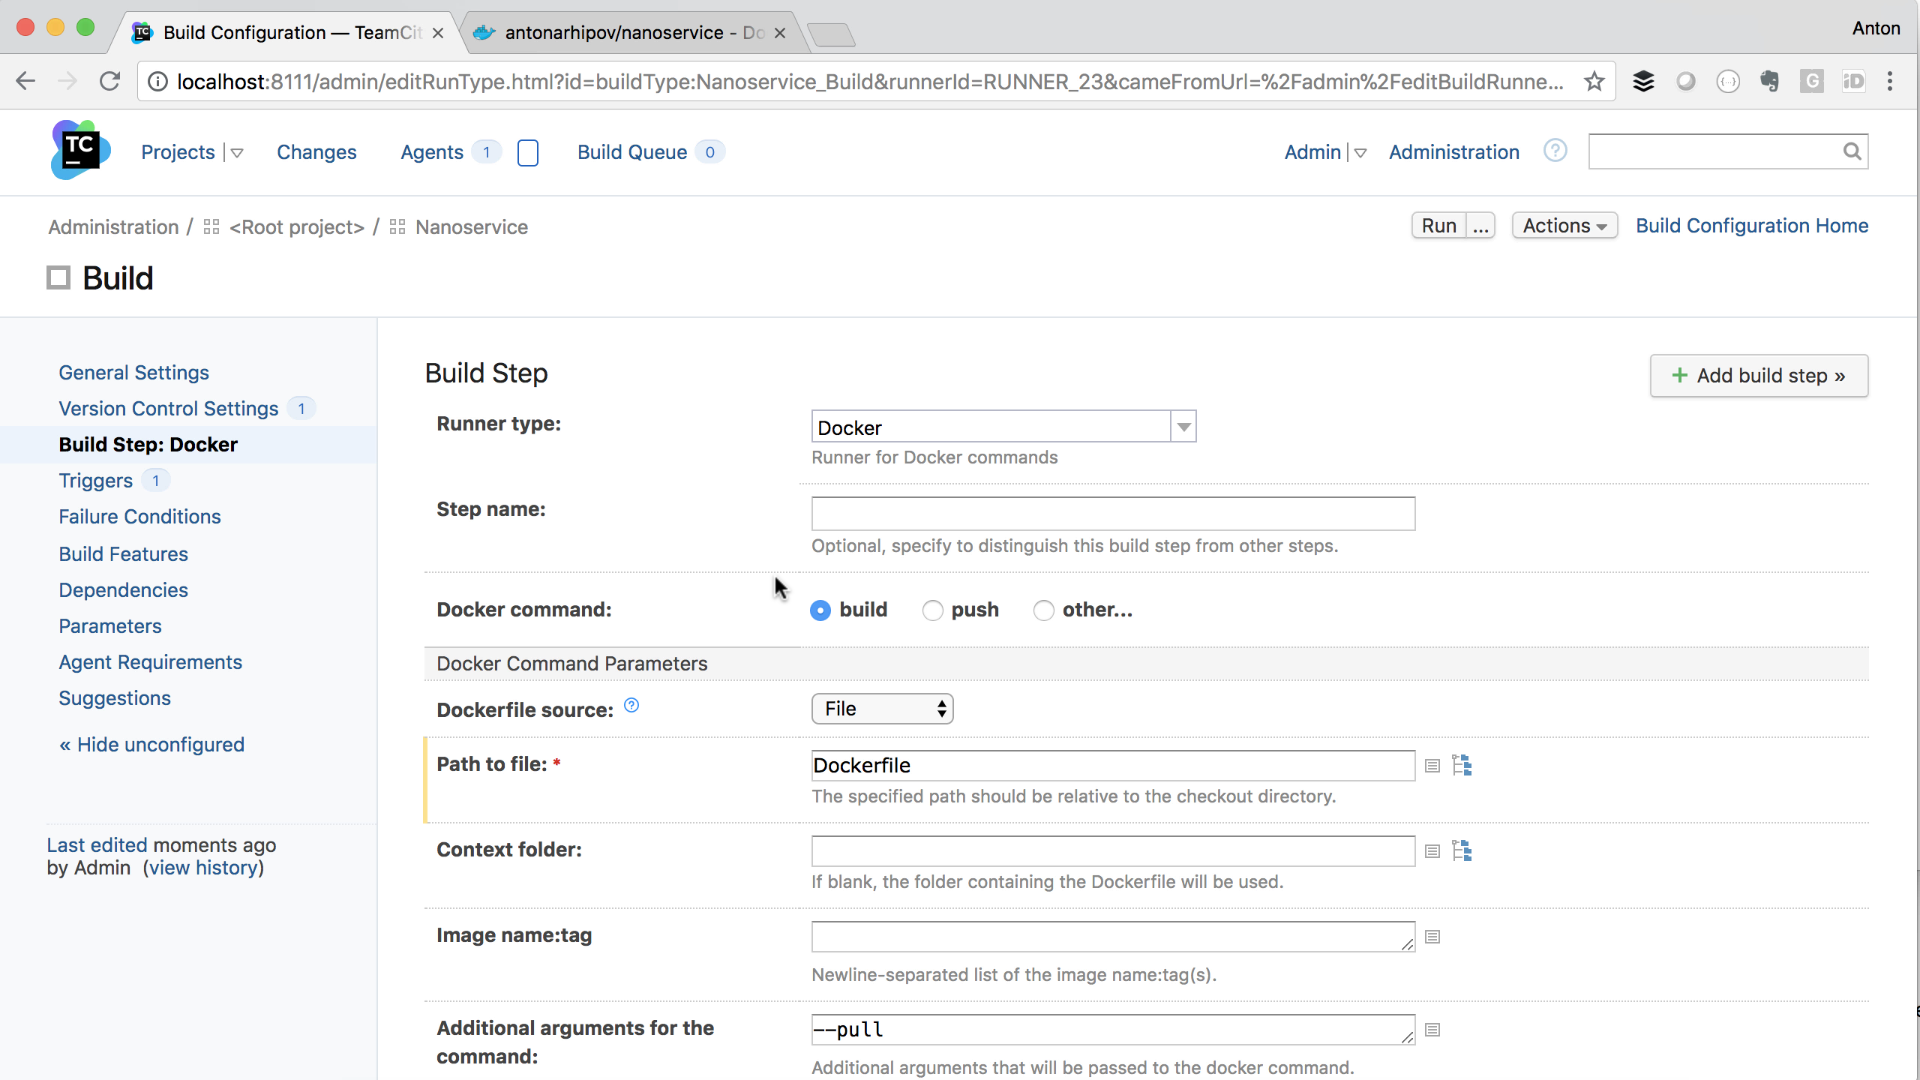 Build Configuration — TeamCit
antonarhipov/nanoservice - Do
Anton
localhost:8111/admin/editRunType.html?id=buildType:Nanoservice_Build&runnerId=RUNNER_23&cameFromUrl=%2Fadmin%2FeditBuildRunne...
TC
Projects
Changes
Agents 1
Build Queue 0
Admin
Administration
Administration / <Root project> / Nanoservice
Run ...
Actions
Build Configuration Home
Build
General Settings
Version Control Settings 1
Build Step: Docker
Triggers 1
Failure Conditions
Build Features
Dependencies
Parameters
Agent Requirements
Suggestions
« Hide unconfigured
Last edited moments ago
by Admin (view history)
Build Step
+ Add build step »
Runner type:
Docker
Runner for Docker commands
Step name:
Optional, specify to distinguish this build step from other steps.
Docker command:
build push other...
Docker Command Parameters
Dockerfile source: ?
File
Path to file: *
Dockerfile
The specified path should be relative to the checkout directory.
Context folder:
If blank, the folder containing the Dockerfile will be used.
Image name:tag
Newline-separated list of the image name:tag(s).
Additional arguments for the
command:
--pull
Additional arguments that will be passed to the docker command.